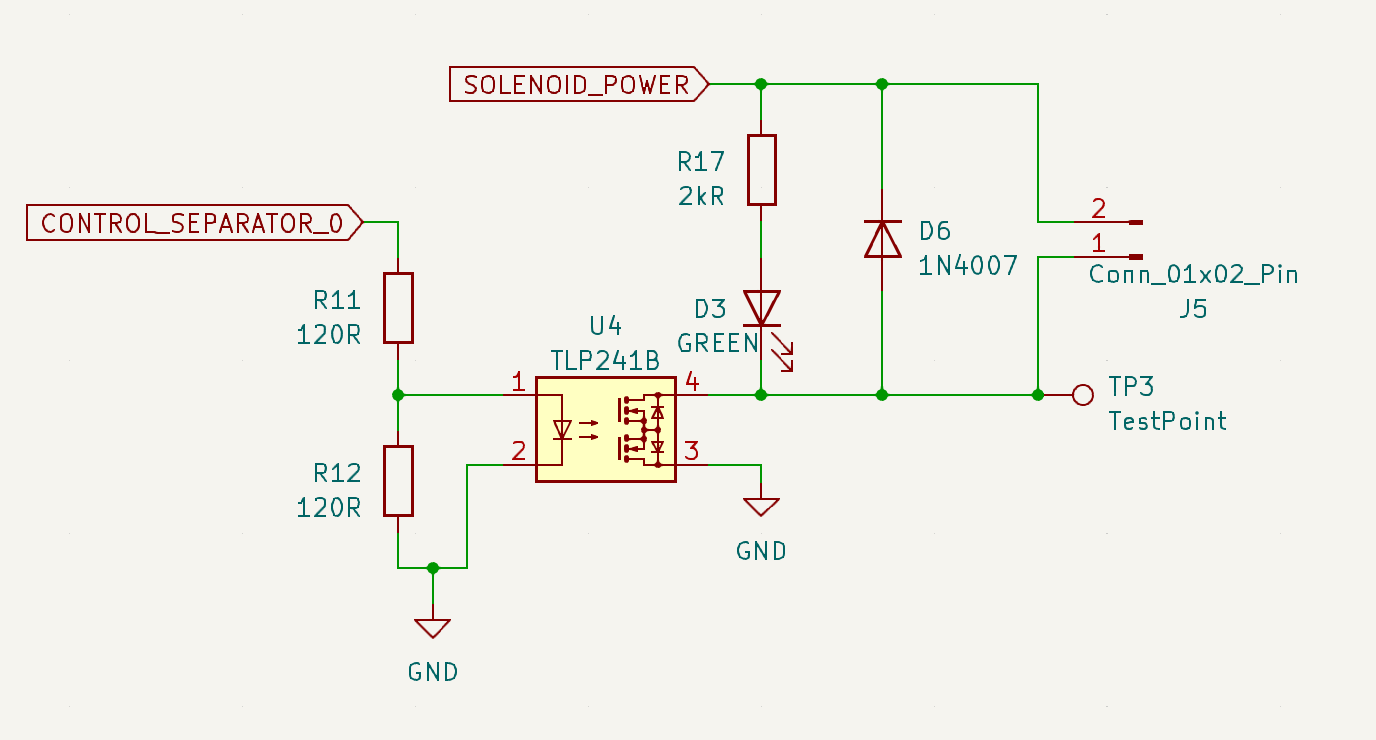 SOLENOID_POWER
R17
2kR
CONTROL_SEPARATOR_0
D6
1N4007
2
1
Conn_01x02_Pin
J5
R11
120R
D3
GREEN
U4
TLP241B
1
4
TP3
TestPoint
2
3
R12
120R
GND
GND